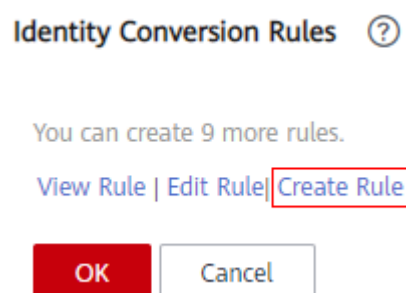 Identity Conversion Rules ?
You can create 9 more rules.
View Rule | Edit Rule| Create Rule
OK Cancel